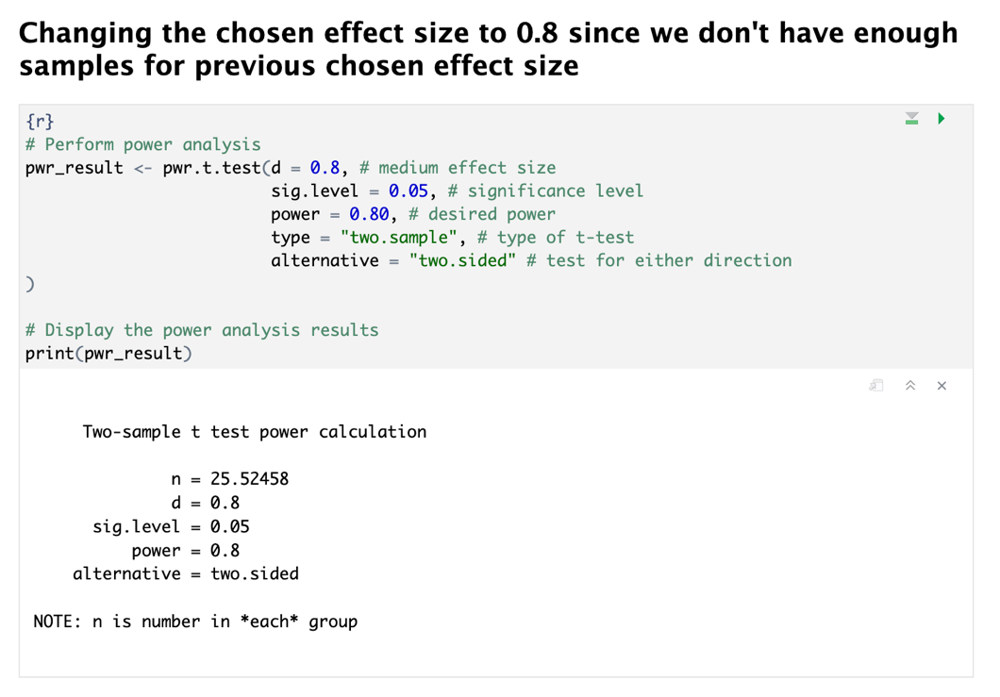 Changing the chosen effect size to 0.8 since we don't have enough
samples for previous chosen effect size
{r}
# Perform power analysis
pwr_result <- pwr.t.test(d = 0.8, # medium effect size
sig.level = 0.05, # significance level
power = 0.80, # desired power
type = "two.sample", # type of t-test
alternative = "two.sided" # test for either direction
)
# Display the power analysis results
print(pwr_result)
Two-sample t test power calculation
n = 25.52458
d = 0.8
sig.level = 0.05
power = 0.8
alternative = two.sided
NOTE: n is number in *each* group